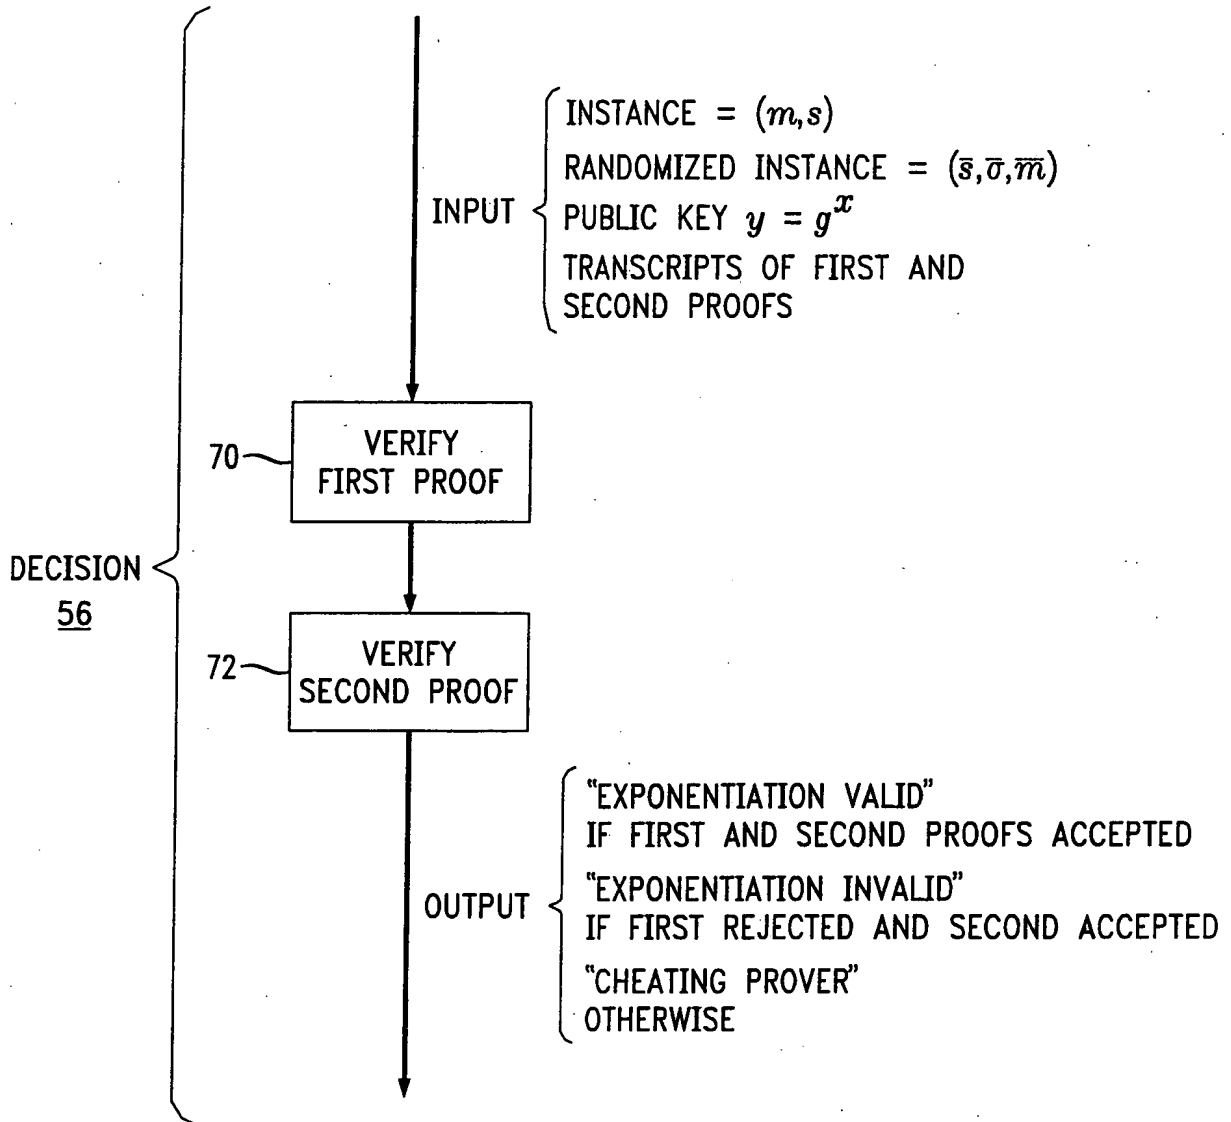 INPUT
INSTANCE = (m,s)
RANDOMIZED INSTANCE = (s̅,σ̅,m̅)
PUBLIC KEY y = g^x
TRANSCRIPTS OF FIRST AND
SECOND PROOFS
70
VERIFY
FIRST PROOF
DECISION
56
72
VERIFY
SECOND PROOF
OUTPUT
"EXPONENTIATION VALID"
IF FIRST AND SECOND PROOFS ACCEPTED
"EXPONENTIATION INVALID"
IF FIRST REJECTED AND SECOND ACCEPTED
"CHEATING PROVER"
OTHERWISE